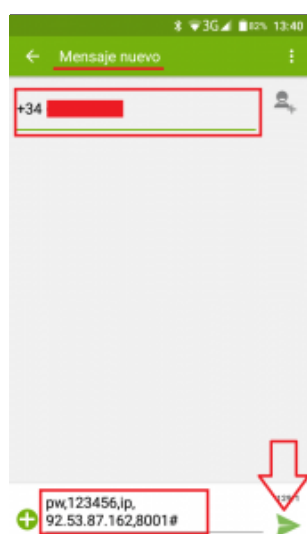 3G 82% 13:40
Mensaje nuevo
+34
pw,123456,ip,
92.53.87.162,8001#